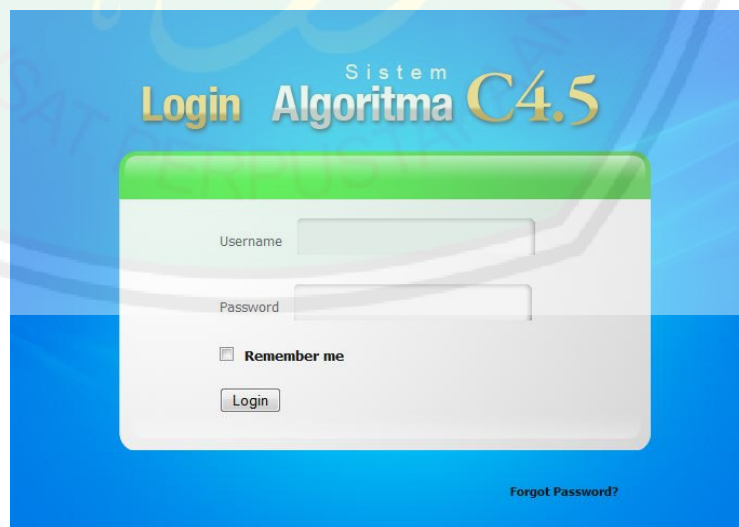 Sistem
Login Algoritma C4.5
Username
Password
Remember me
Login
Forgot Password?